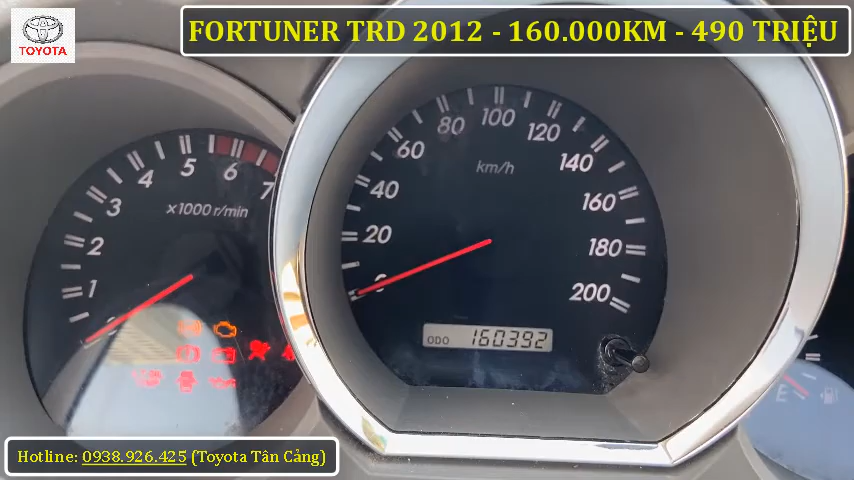 TOYOTA
FORTUNER TRD 2012 - 160.000KM - 490 TRIỆU
1
2
3
4
5
6
7
x1000 r/min
0
20
40
60
80
100
120
140
160
180
200
km/h
ODO 160392
E
Hotline: 0938.926.425 (Toyota Tân Cảng)